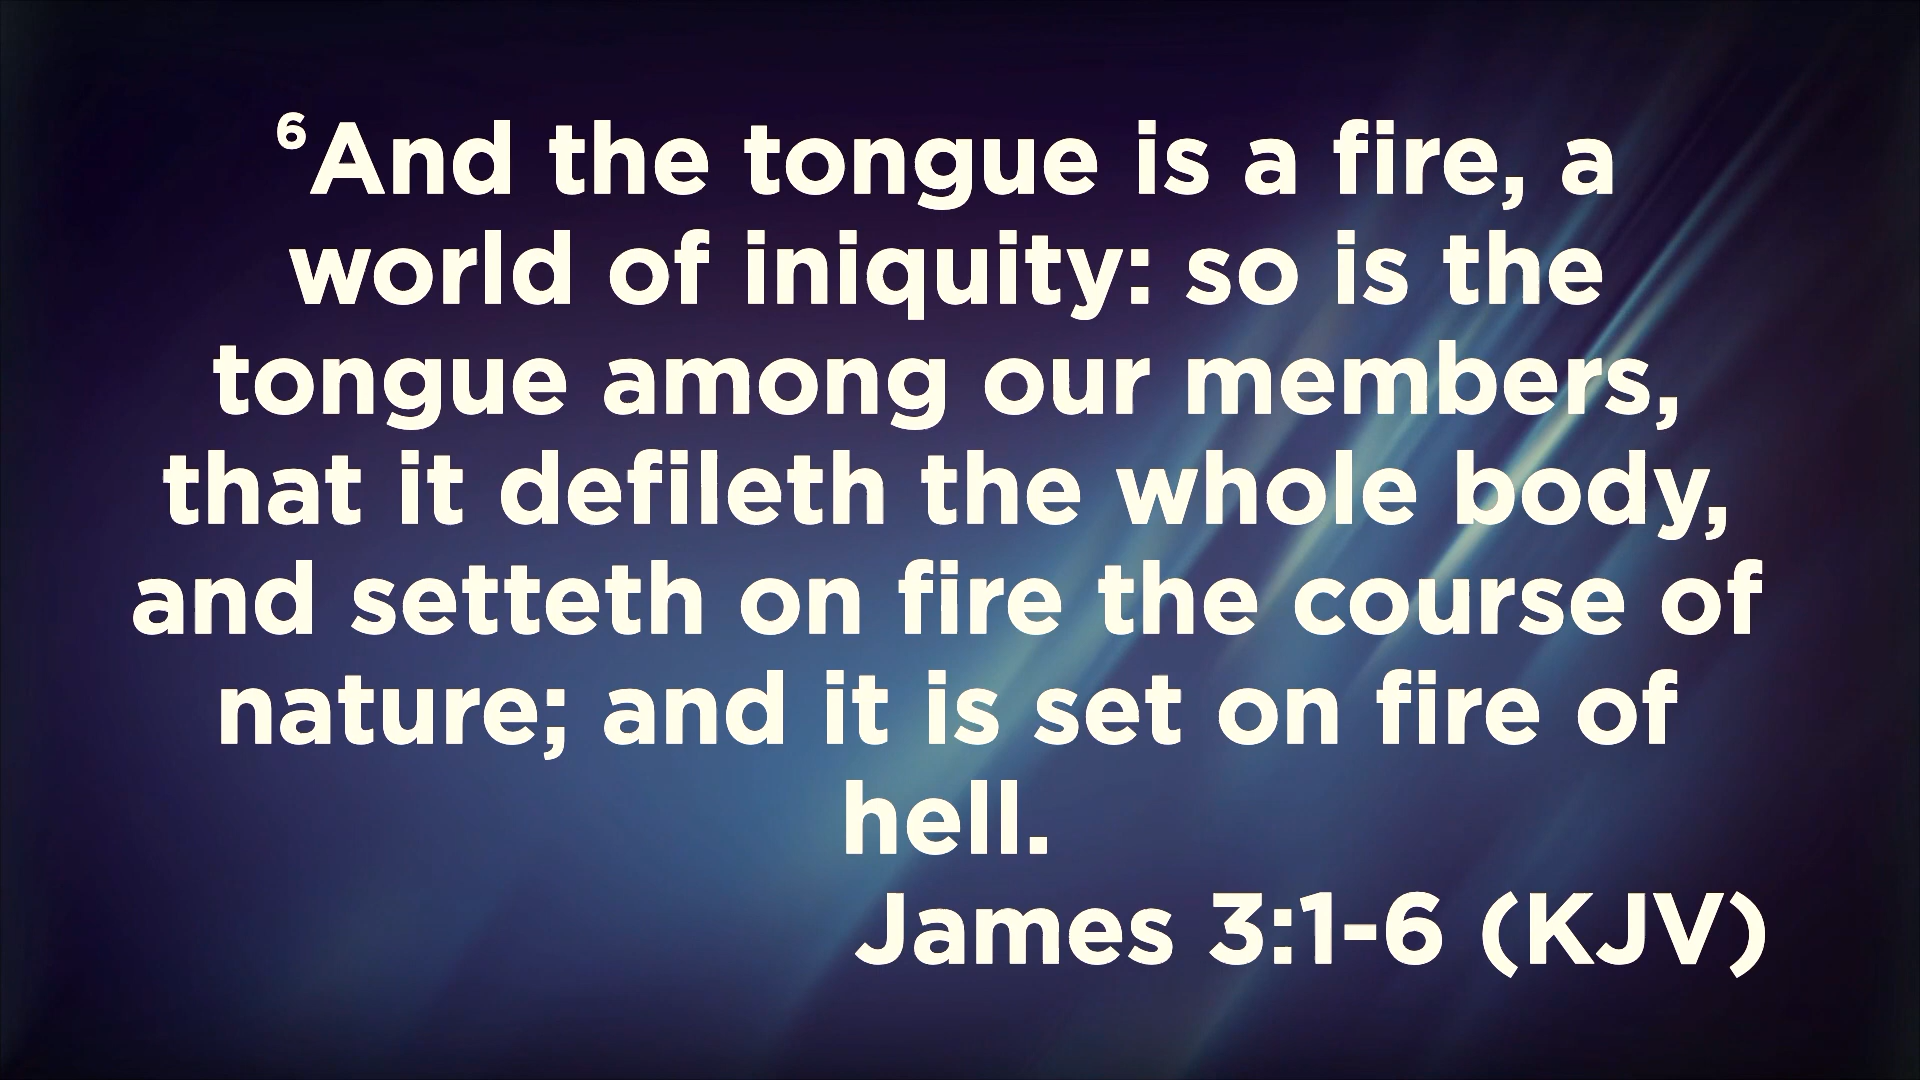 ⁶And the tongue is a fire, a
world of iniquity: so is the
tongue among our members,
that it defileth the whole body,
and setteth on fire the course of
nature; and it is set on fire of
hell.
James 3:1-6 (KJV)